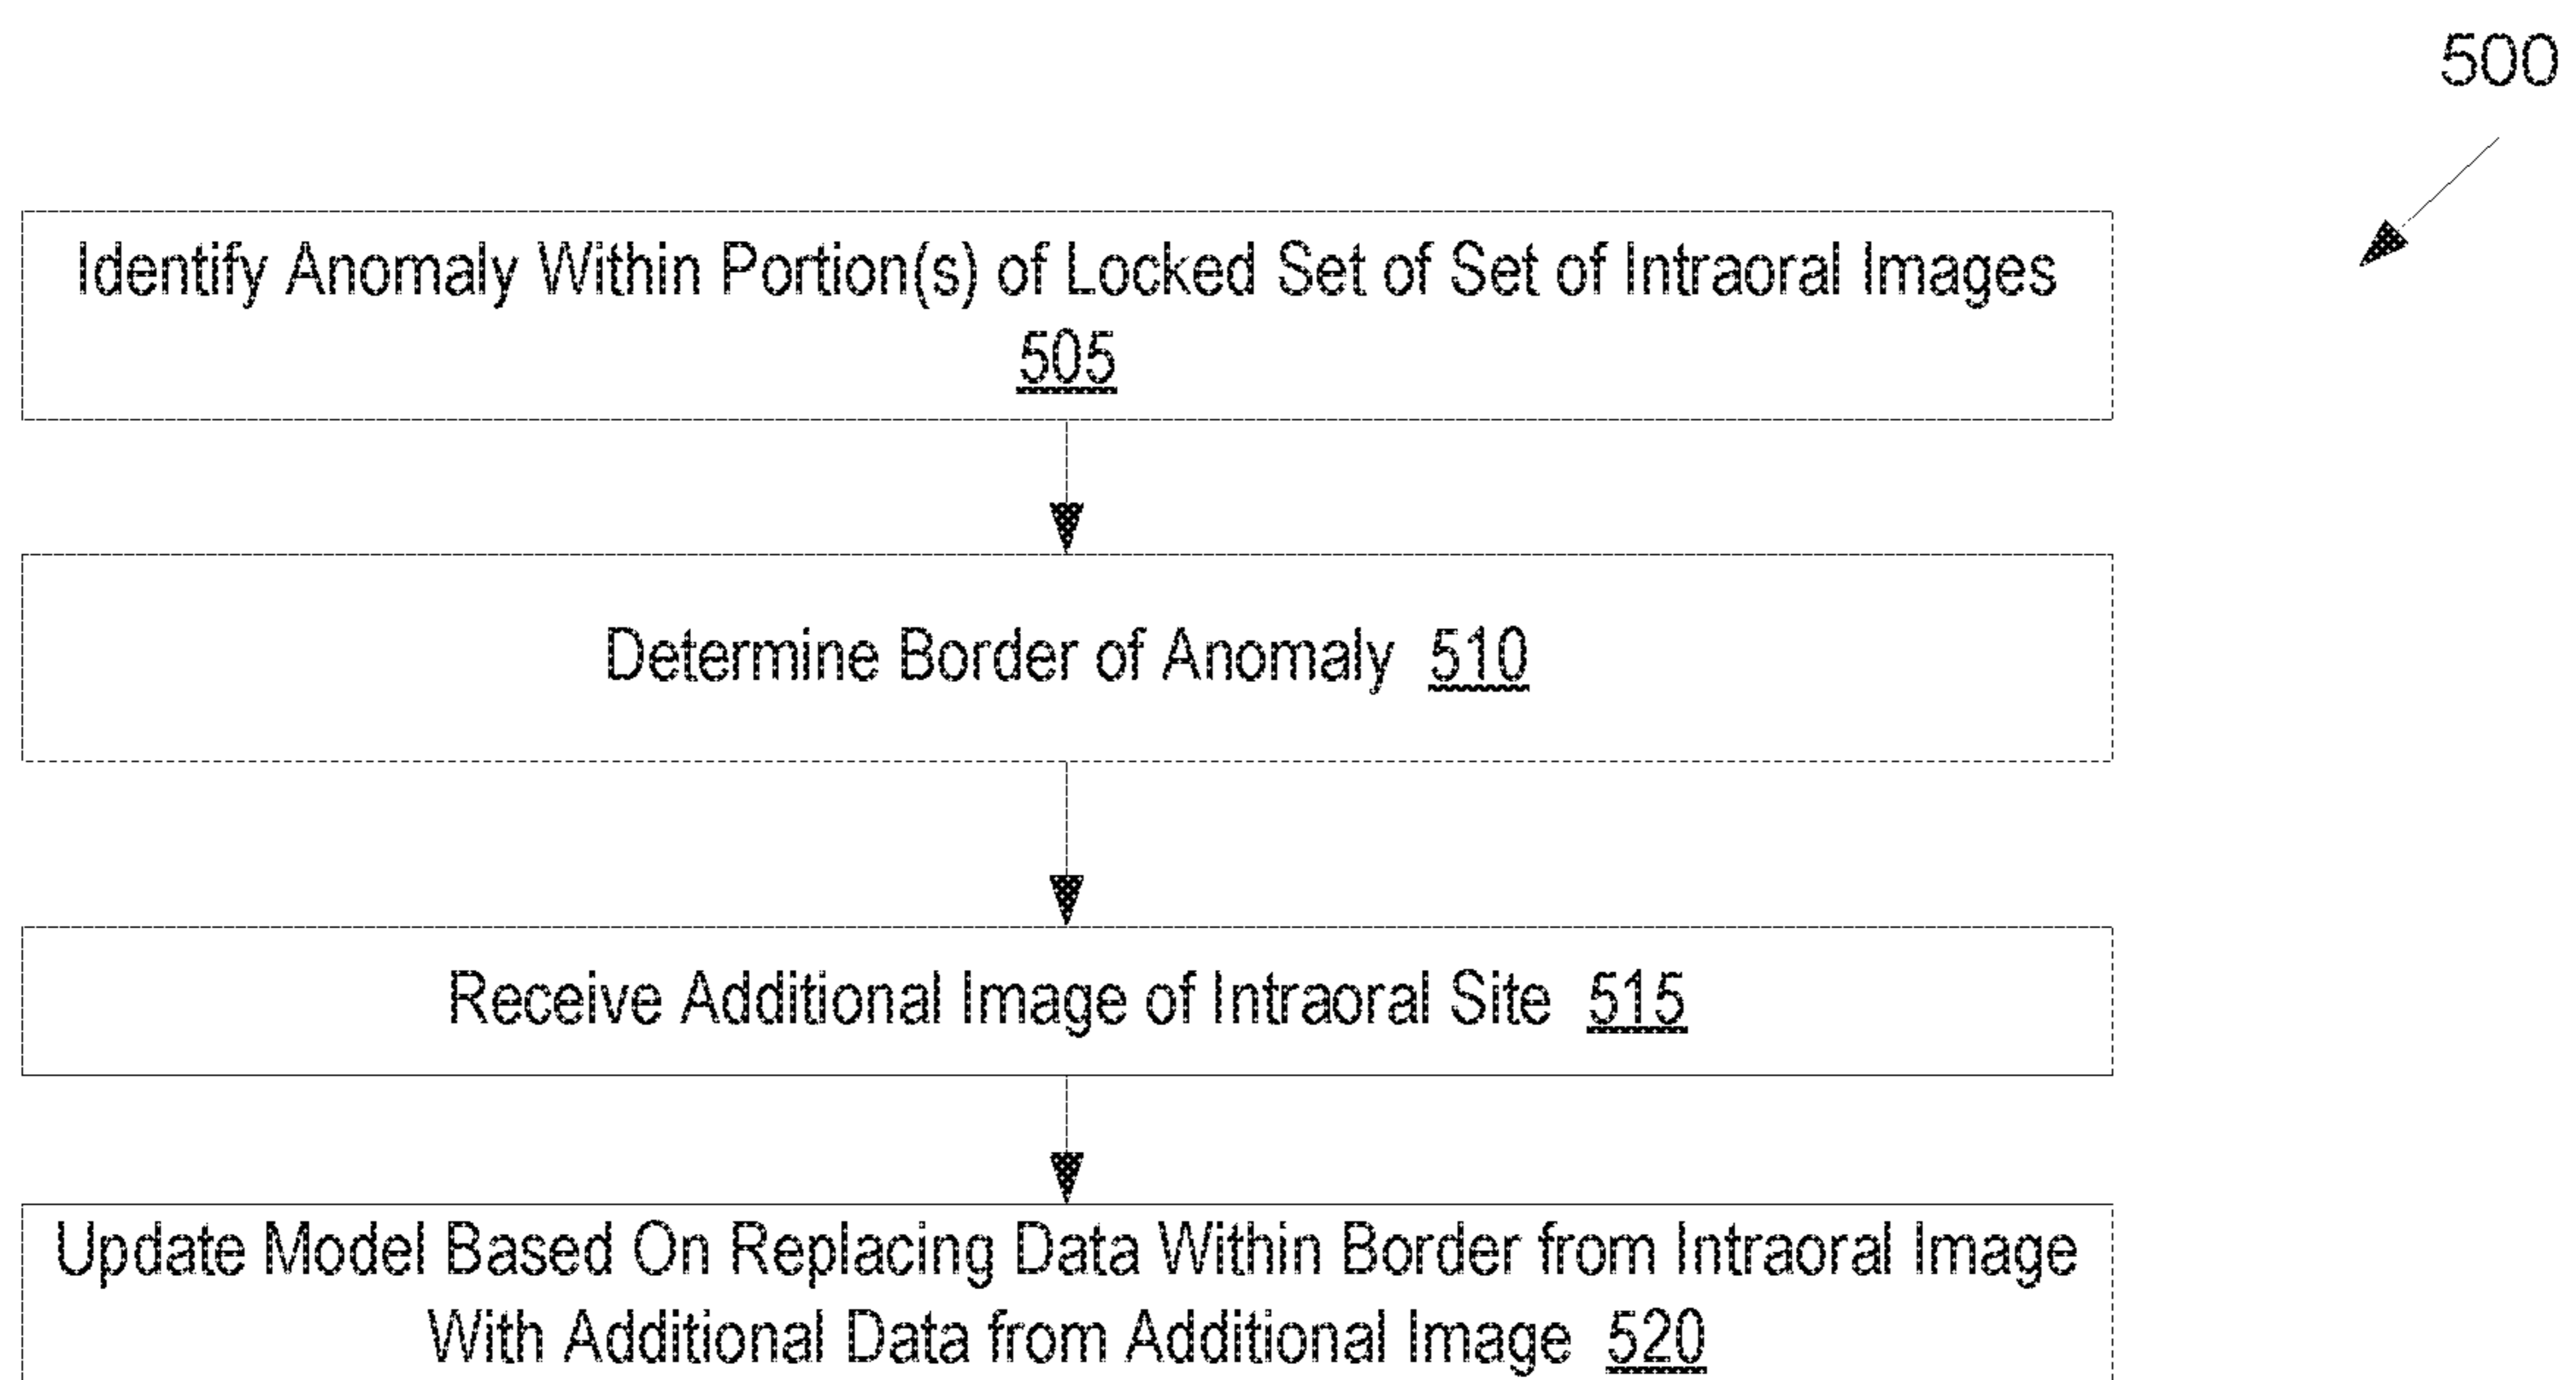 500
Identify Anomaly Within Portion(s) of Locked Set of Set of Intraoral Images
505
Determine Border of Anomaly 510
Receive Additional Image of Intraoral Site 515
Update Model Based On Replacing Data Within Border from Intraoral Image
With Additional Data from Additional Image 520